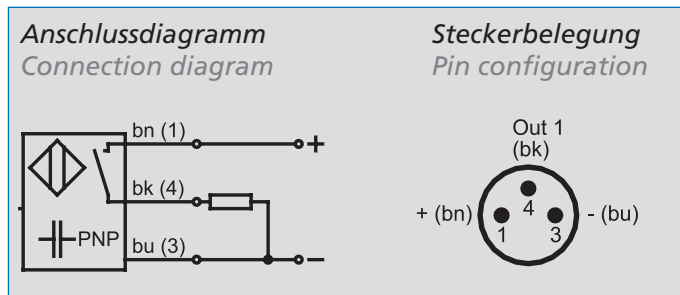 Anschlussdiagramm
Connection diagram
bn (1)
+
bk (4)
PNP
bu (3)
–
Steckerbelegung
Pin configuration
Out 1
(bk)
+ (bn)
- (bu)
4
1
3